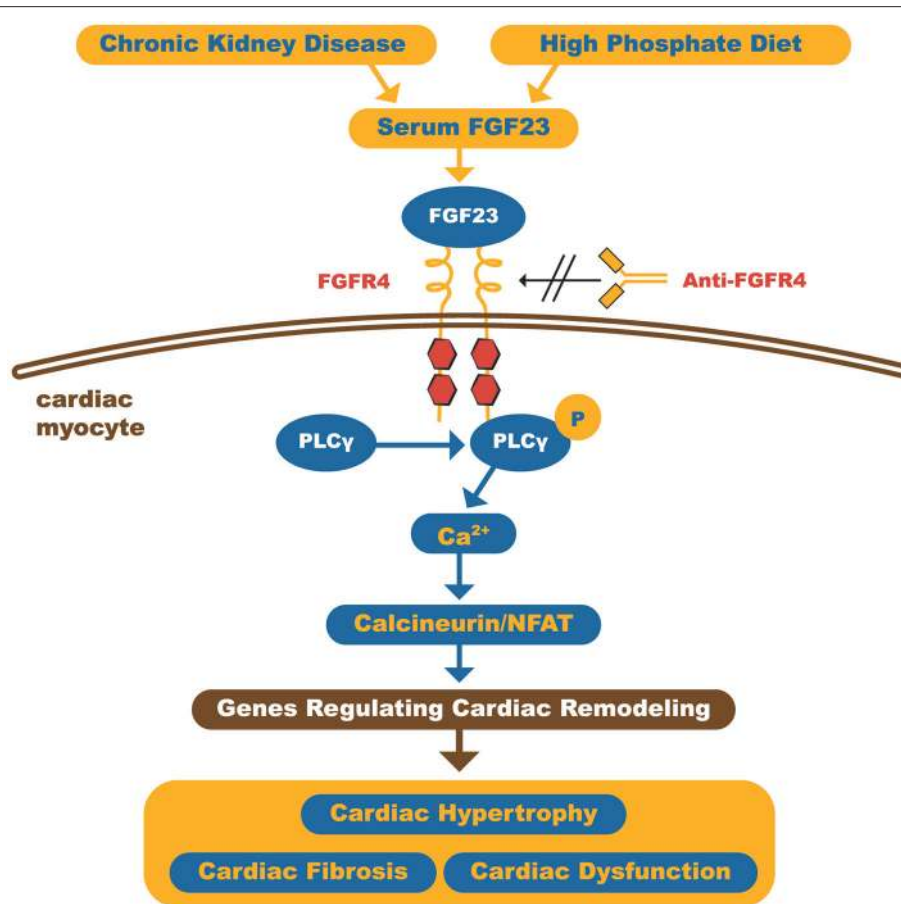 Chronic Kidney Disease
High Phosphate Diet
Serum FGF23
FGF23
FGFR4
Anti-FGFR4
cardiac
myocyte
PLCγ
PLCγ
P
Ca²⁺
Calcineurin/NFAT
Genes Regulating Cardiac Remodeling
Cardiac Hypertrophy
Cardiac Fibrosis
Cardiac Dysfunction